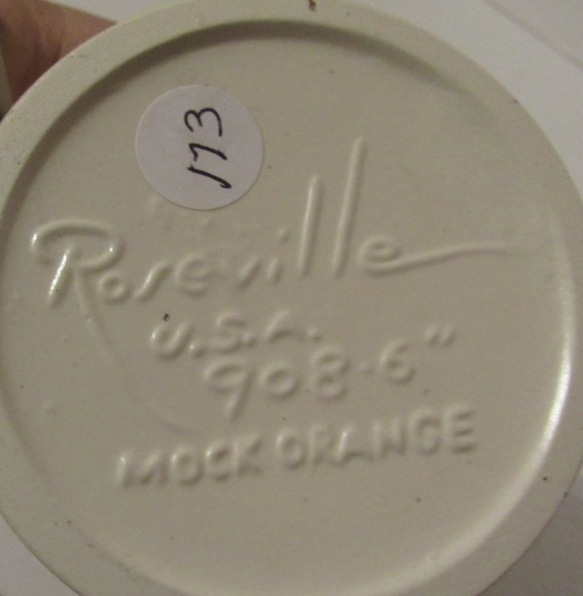 173
Roseville
U.S.A.
908-6"
MOCK ORANGE